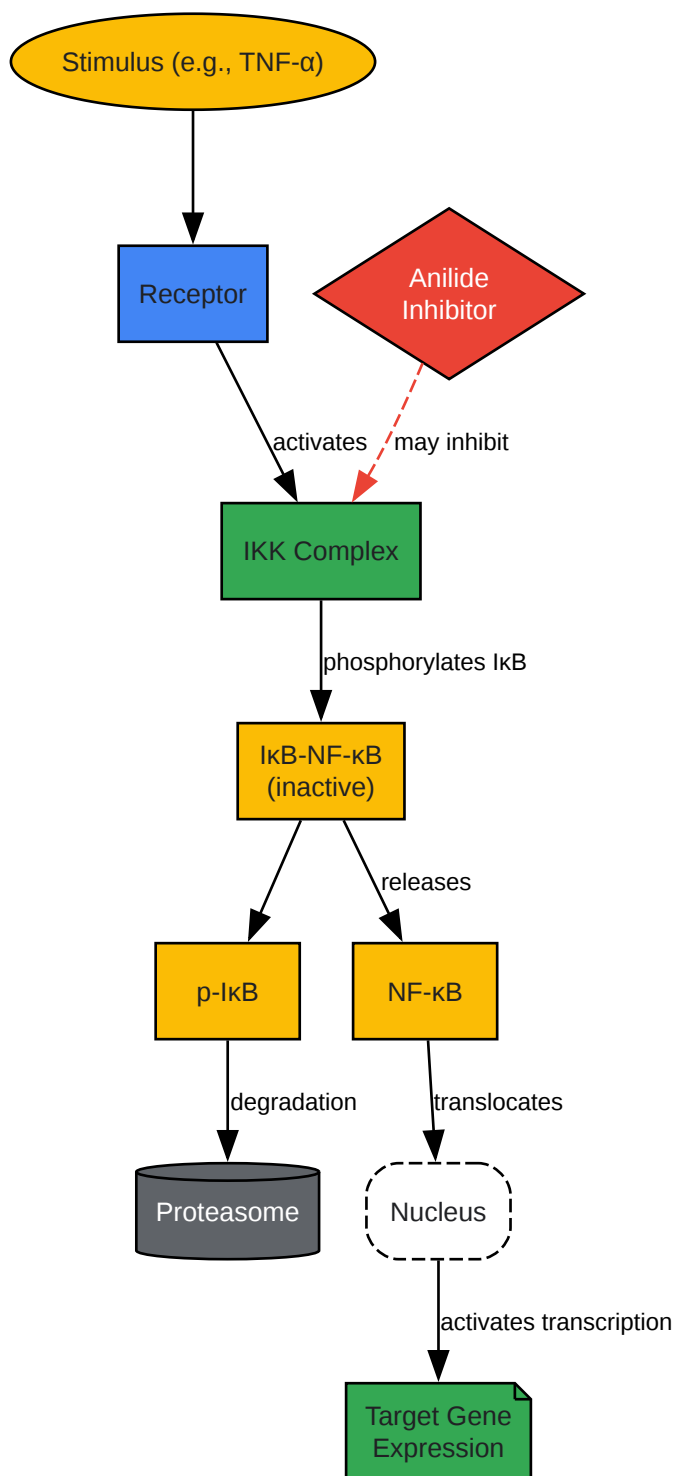 Stimulus (e.g., TNF-α)
Receptor
Anilide
Inhibitor
activates
may inhibit
IKK Complex
phosphorylates IκB
IκB-NF-κB
(inactive)
releases
p-IκB
NF-κB
degradation
translocates
Proteasome
Nucleus
activates transcription
Target Gene
Expression